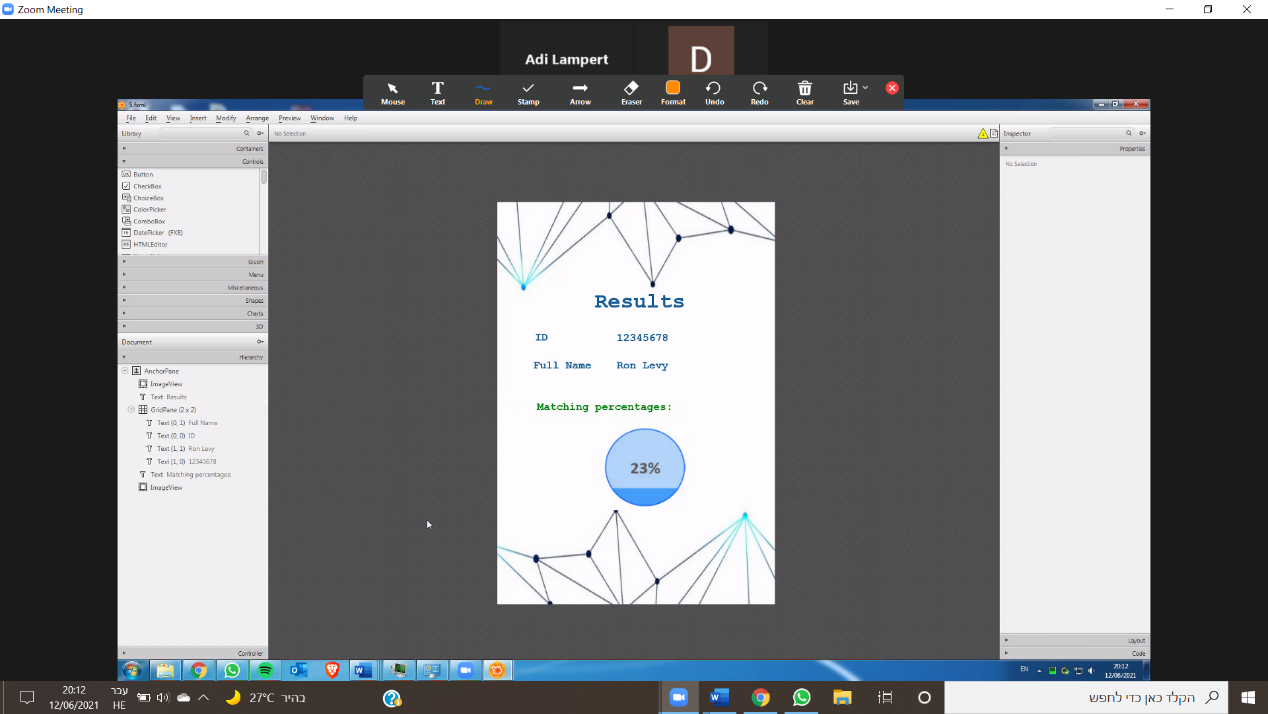 Zoom Meeting
Adi Lampert
D
Mouse Text Draw Stamp Arrow Eraser Format Undo Redo Clear Save
5.fxml
File Edit View Insert Modify Arrange Preview Window Help
Library
No Selection
Inspector
Containers
Properties
Controls
No Selection
Button
CheckBox
ChoiceBox
ColorPicker
ComboBox
DatePicker (FX8)
HTMLEditor
Gluon
Menu
Miscellaneous
Shapes
Charts
3D
Document
Hierarchy
AnchorPane
ImageView
Text Results
GridPane (2 x 2)
Text (0, 1) Full Name
Text (0, 0) ID
Text (1, 1) Ron Levy
Text (1, 0) 12345678
Text Matching percentages
ImageView
Controller
Results
ID 12345678
Full Name Ron Levy
Matching percentages:
23%
Layout
Code
EN
20:12
12/06/2021
20:12
12/06/2021
עבר
HE
27°C בהיר
הקלד כאן כדי לחפש